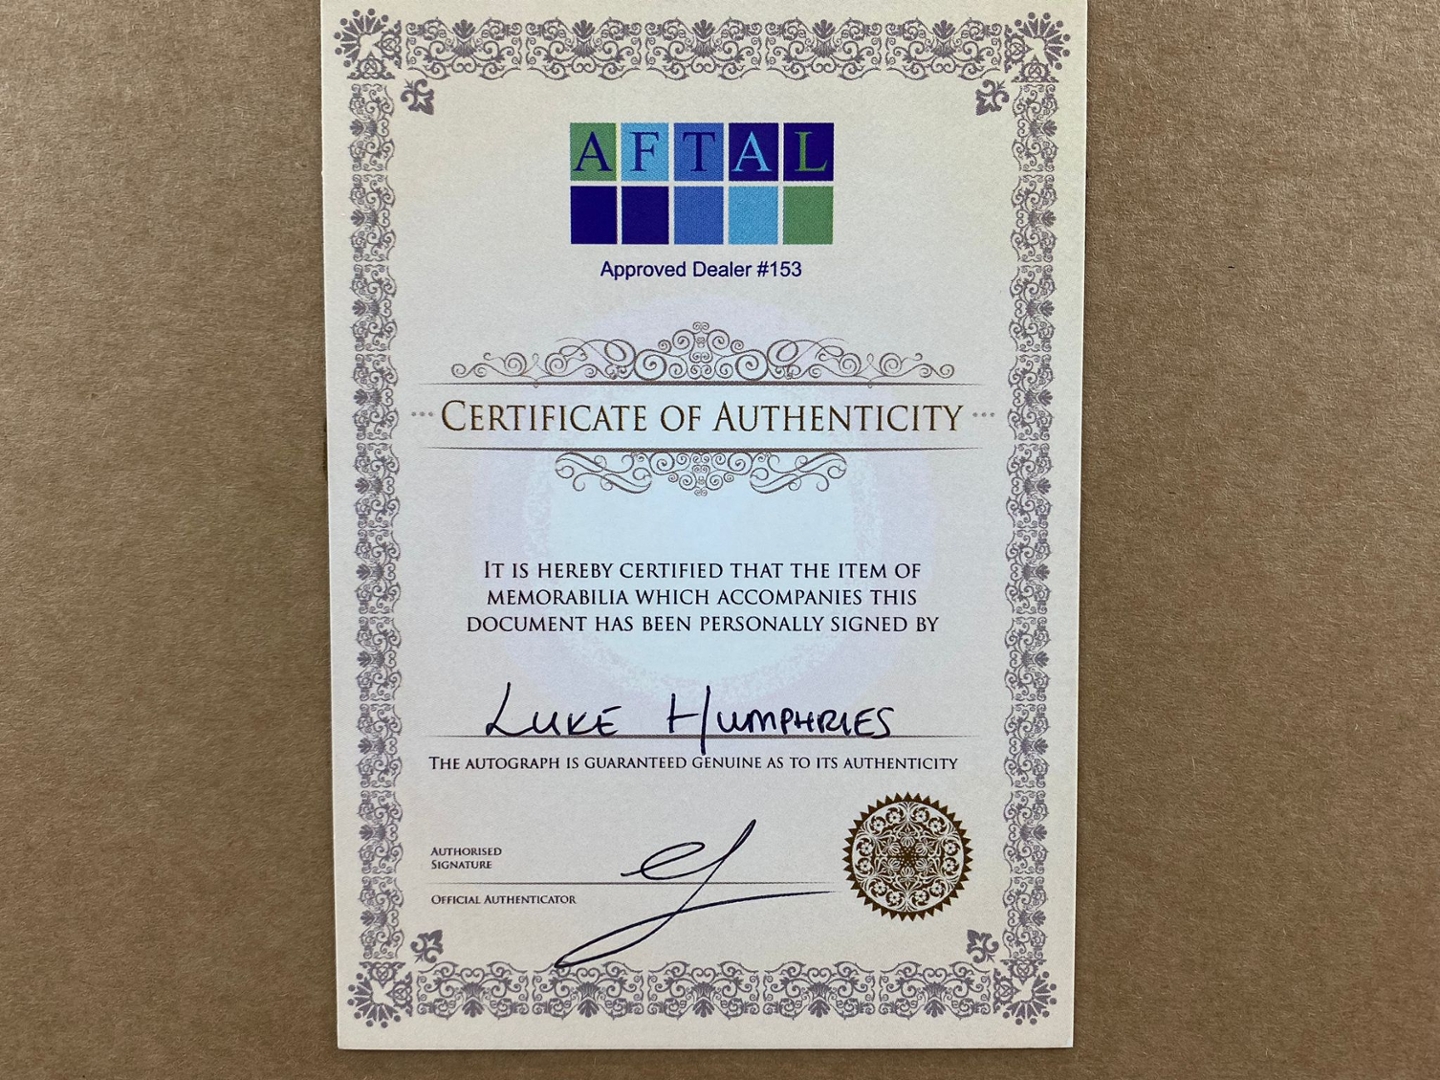 AFTAL
Approved Dealer #153
CERTIFICATE OF AUTHENTICITY
IT IS HEREBY CERTIFIED THAT THE ITEM OF
MEMORABILIA WHICH ACCOMPANIES THIS
DOCUMENT HAS BEEN PERSONALLY SIGNED BY
LUKE HUMPHRIES
THE AUTOGRAPH IS GUARANTEED GENUINE AS TO ITS AUTHENTICITY
AUTHORISED
SIGNATURE
OFFICIAL AUTHENTICATOR